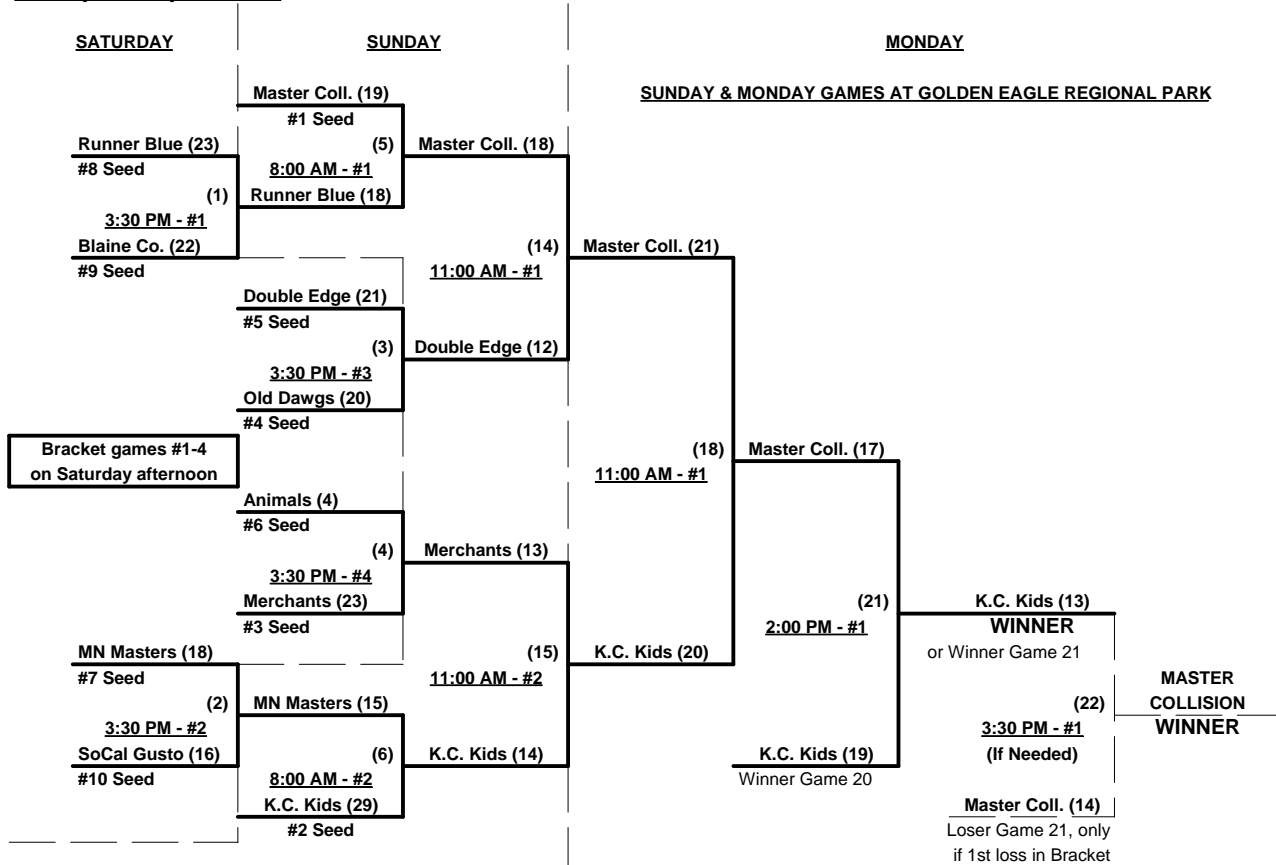 SATURDAY
SUNDAY
MONDAY
SUNDAY & MONDAY GAMES AT GOLDEN EAGLE REGIONAL PARK
Master Coll. (19)
#1 Seed
(5)
8:00 AM - #1
Master Coll. (18)
Runner Blue (23)
#8 Seed
(1)
3:30 PM - #1
Runner Blue (18)
Blaine Co. (22)
#9 Seed
(14)
11:00 AM - #1
Master Coll. (21)
Double Edge (21)
#5 Seed
(3)
3:30 PM - #3
Double Edge (12)
Old Dawgs (20)
#4 Seed
Bracket games #1-4
on Saturday afternoon
(18)
11:00 AM - #1
Master Coll. (17)
Animals (4)
#6 Seed
(4)
3:30 PM - #4
Merchants (13)
Merchants (23)
#3 Seed
(21)
2:00 PM - #1
K.C. Kids (13)
WINNER
or Winner Game 21
MN Masters (18)
#7 Seed
(2)
3:30 PM - #2
SoCal Gusto (16)
#10 Seed
(15)
11:00 AM - #2
K.C. Kids (20)
MN Masters (15)
(6)
8:00 AM - #2
K.C. Kids (14)
K.C. Kids (29)
#2 Seed
K.C. Kids (19)
Winner Game 20
(22)
3:30 PM - #1
(If Needed)
MASTER
COLLISION
WINNER
Master Coll. (14)
Loser Game 21, only
if 1st loss in Bracket